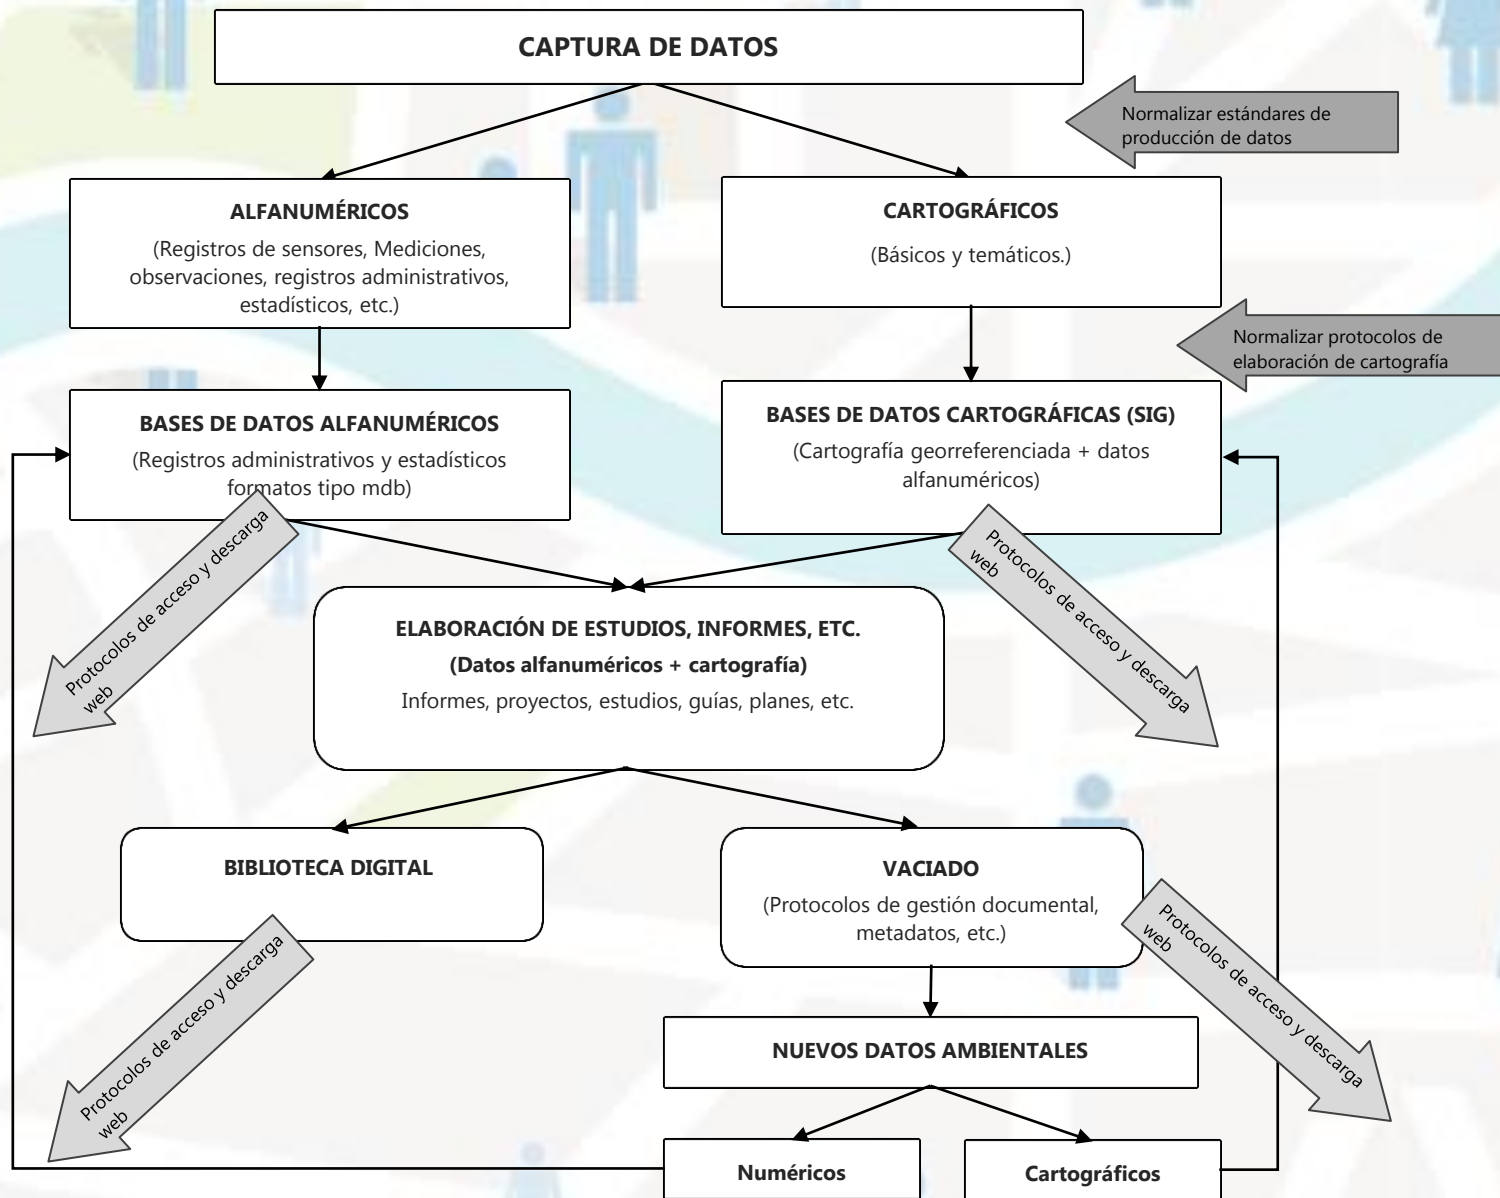 CAPTURA DE DATOS
Normalizar estándares de
producción de datos
ALFANUMÉRICOS
(Registros de sensores, Mediciones,
observaciones, registros administrativos,
estadísticos, etc.)
CARTOGRÁFICOS
(Básicos y temáticos.)
Normalizar protocolos de
elaboración de cartografía
BASES DE DATOS ALFANUMÉRICOS
(Registros administrativos y estadísticos
formatos tipo mdb)
BASES DE DATOS CARTOGRÁFICAS (SIG)
(Cartografía georreferenciada + datos
alfanuméricos)
Protocolos de acceso y descarga
web
Protocolos de acceso y descarga
web
ELABORACIÓN DE ESTUDIOS, INFORMES, ETC.
(Datos alfanuméricos + cartografía)
Informes, proyectos, estudios, guías, planes, etc.
BIBLIOTECA DIGITAL
VACIADO
(Protocolos de gestión documental,
metadatos, etc.)
Protocolos de acceso y descarga
web
Protocolos de acceso y descarga
web
NUEVOS DATOS AMBIENTALES
Numéricos
Cartográficos